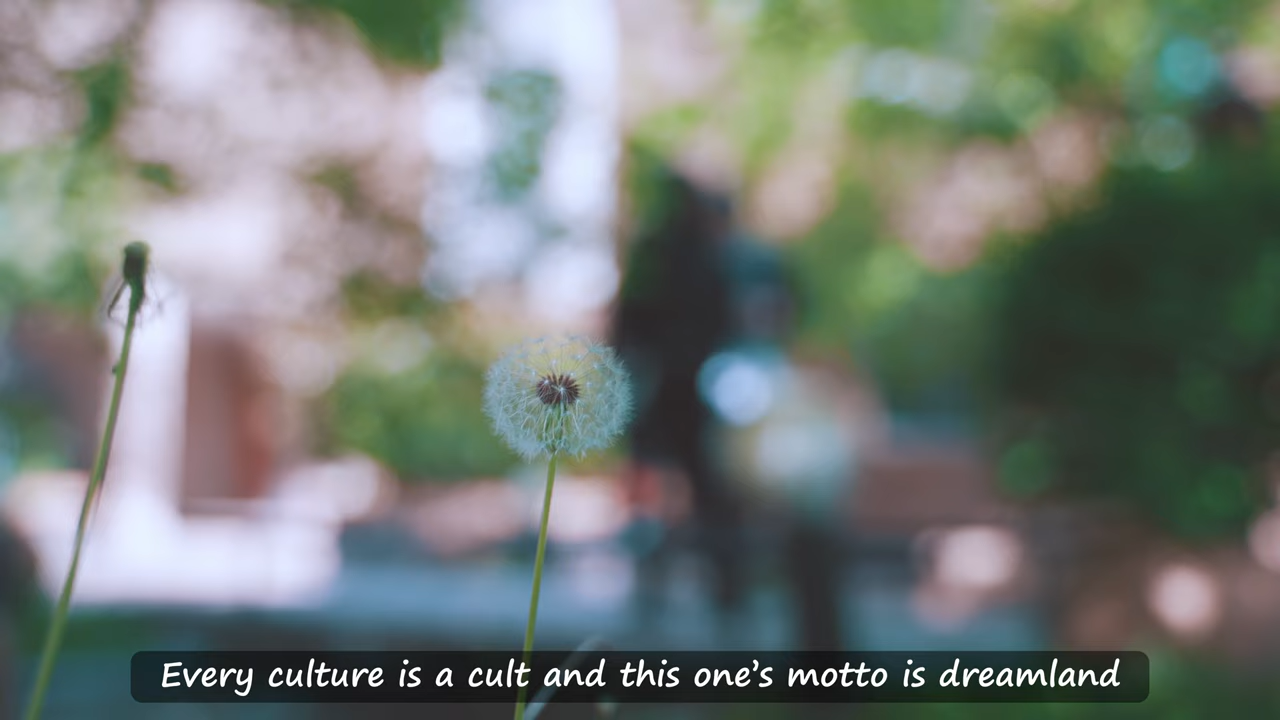 Every culture is a cult and this one’s motto is dreamland